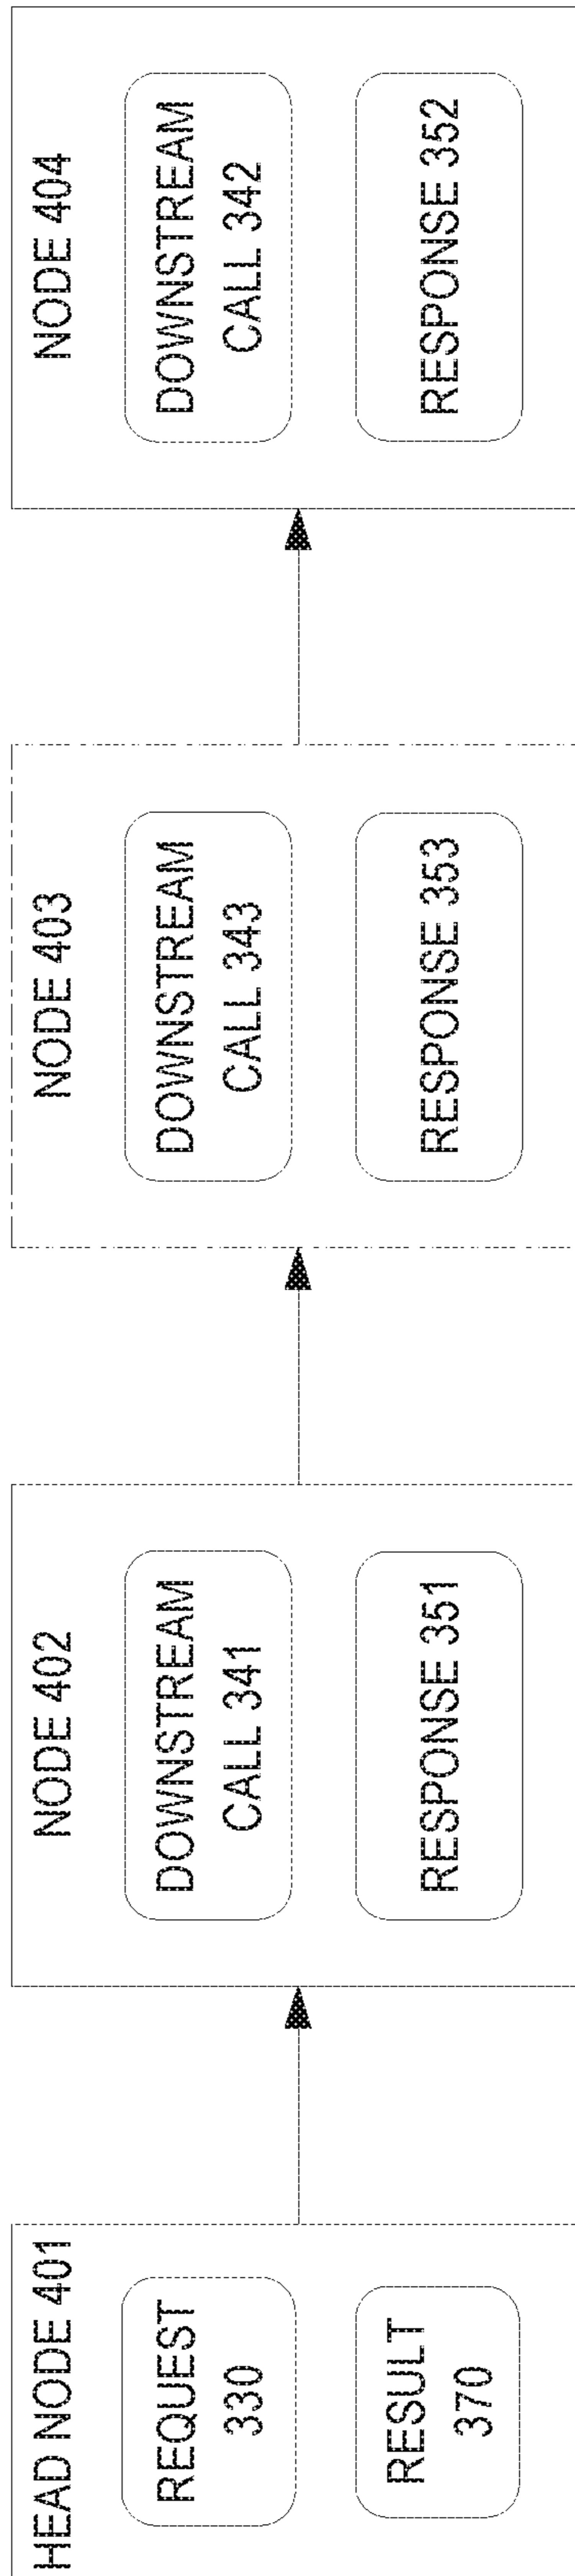 HEAD NODE 401
REQUEST
330
RESULT
370
NODE 402
DOWNSTREAM
CALL 341
RESPONSE 351
NODE 403
DOWNSTREAM
CALL 343
RESPONSE 353
NODE 404
DOWNSTREAM
CALL 342
RESPONSE 352